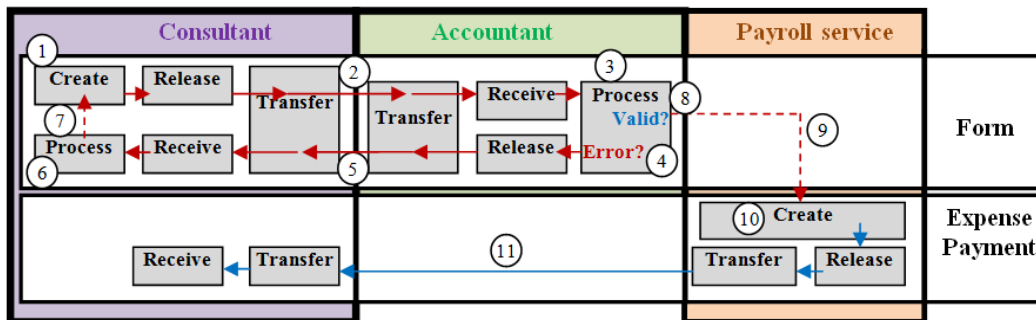 Consultant
Accountant
Payroll service
1
2
3
Create
Release
Transfer
Transfer
Receive
Process
8
Valid?
9
Form
7
Process
Receive
Release
Error?
4
6
5
10
Create
Expense
Payment
11
Receive
Transfer
Transfer
Release